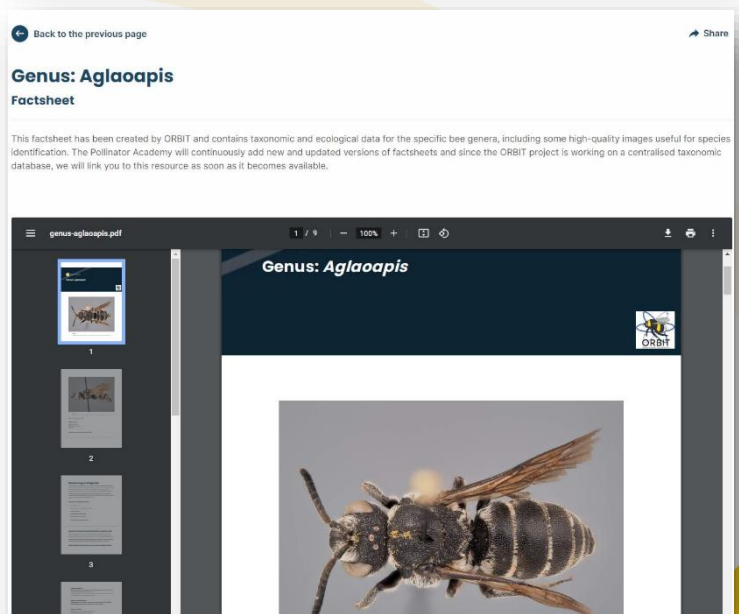 Back to the previous page
Share
Genus: Aglaoapis
Factsheet
This factsheet has been created by ORBIT and contains taxonomic and ecological data for the specific bee genera, including some high-quality images useful for species
identification. The Pollinator Academy will continuously add new and updated versions of factsheets and since the ORBIT project is working on a centralised taxonomic
database, we will link you to this resource as soon as it becomes available.
genus-aglaoapis.pdf
1 / 9
100%
Genus: Aglaoapis
ORBIT
1
2
3